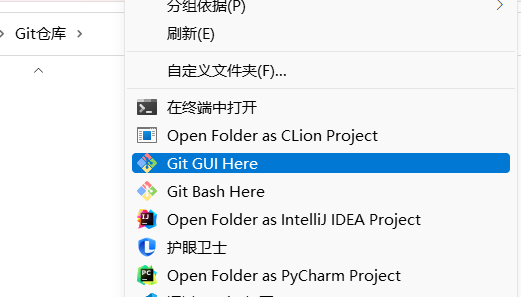 分组依据(P)
Git仓库
刷新(E)
自定义文件夹(F)...
在终端中打开
Open Folder as CLion Project
Git GUI Here
Git Bash Here
Open Folder as IntelliJ IDEA Project
护眼卫士
Open Folder as PyCharm Project